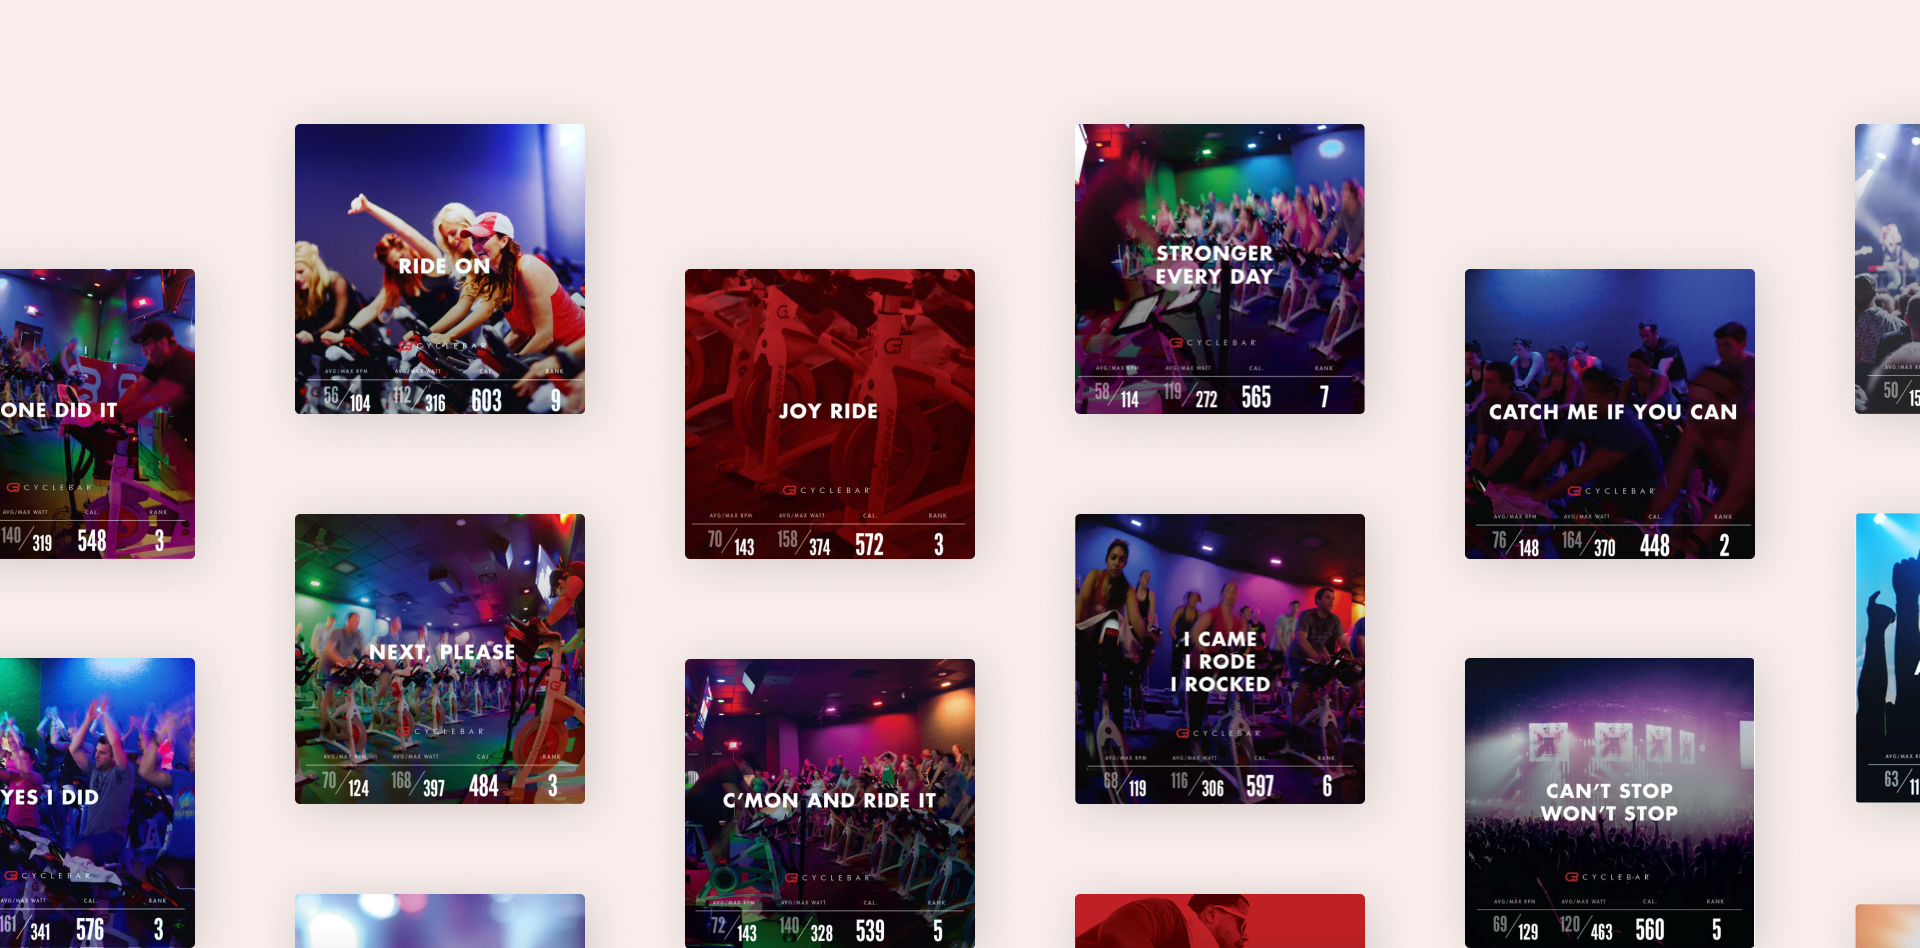 RIDE ON
CYCLEBAR
AVG/MAX RPM AVG/MAX WATT CAL. RANK
56/104 112/316 603 9
STRONGER
EVERY DAY
CYCLEBAR
AVG/MAX RPM AVG/MAX WATT CAL. RANK
58/114 119/272 565 7
50
ONE DID IT
CYCLEBAR
AVG/MAX WATT CAL. RANK
140/319 548 3
JOY RIDE
CYCLEBAR
AVG/MAX RPM AVG/MAX WATT CAL. RANK
70/143 158/374 572 3
CATCH ME IF YOU CAN
CYCLEBAR
AVG/MAX RPM AVG/MAX WATT CAL. RANK
76/148 164/370 448 2
NEXT, PLEASE
CYCLEBAR
AVG/MAX RPM AVG/MAX WATT CAL. RANK
70/124 168/397 484 3
I CAME
I RODE
I ROCKED
CYCLEBAR
AVG/MAX RPM AVG/MAX WATT CAL. RANK
68/119 116/306 597 6
63
YES I DID
CYCLEBAR
AVG/MAX WATT CAL. RANK
161/341 576 3
C'MON AND RIDE IT
CYCLEBAR
AVG/MAX RPM AVG/MAX WATT CAL. RANK
72/143 140/328 539 5
CAN'T STOP
WON'T STOP
CYCLEBAR
AVG/MAX RPM AVG/MAX WATT CAL. RANK
69/129 120/463 560 5